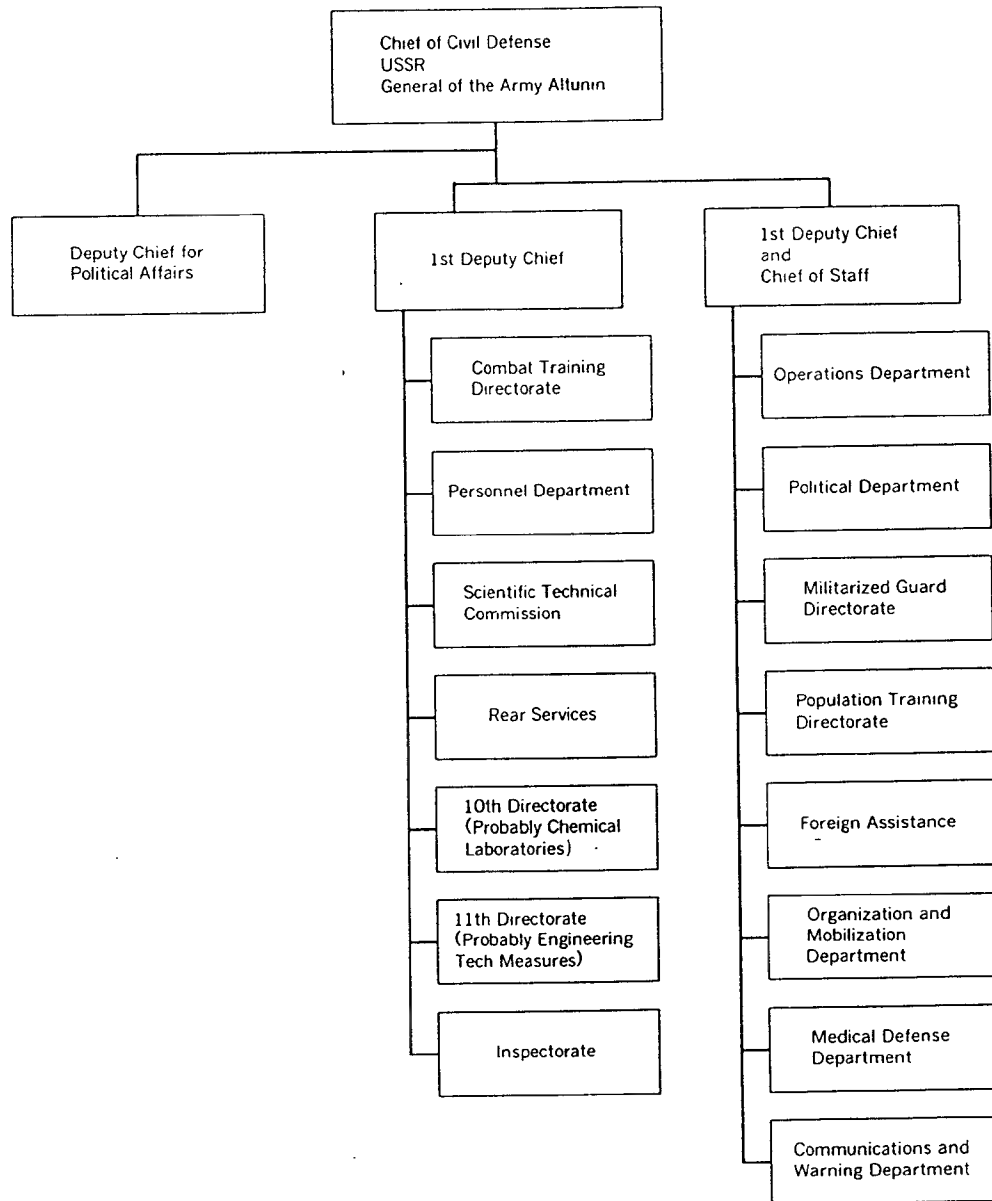 Chief of Civil Defense
USSR
General of the Army Altunin
Deputy Chief for
Political Affairs
1st Deputy Chief
1st Deputy Chief
and
Chief of Staff
Combat Training
Directorate
Personnel Department
Scientific Technical
Commission
Rear Services
10th Directorate
(Probably Chemical
Laboratories)
11th Directorate
(Probably Engineering
Tech Measures)
Inspectorate
Operations Department
Political Department
Militarized Guard
Directorate
Population Training
Directorate
Foreign Assistance
Organization and
Mobilization
Department
Medical Defense
Department
Communications and
Warning Department